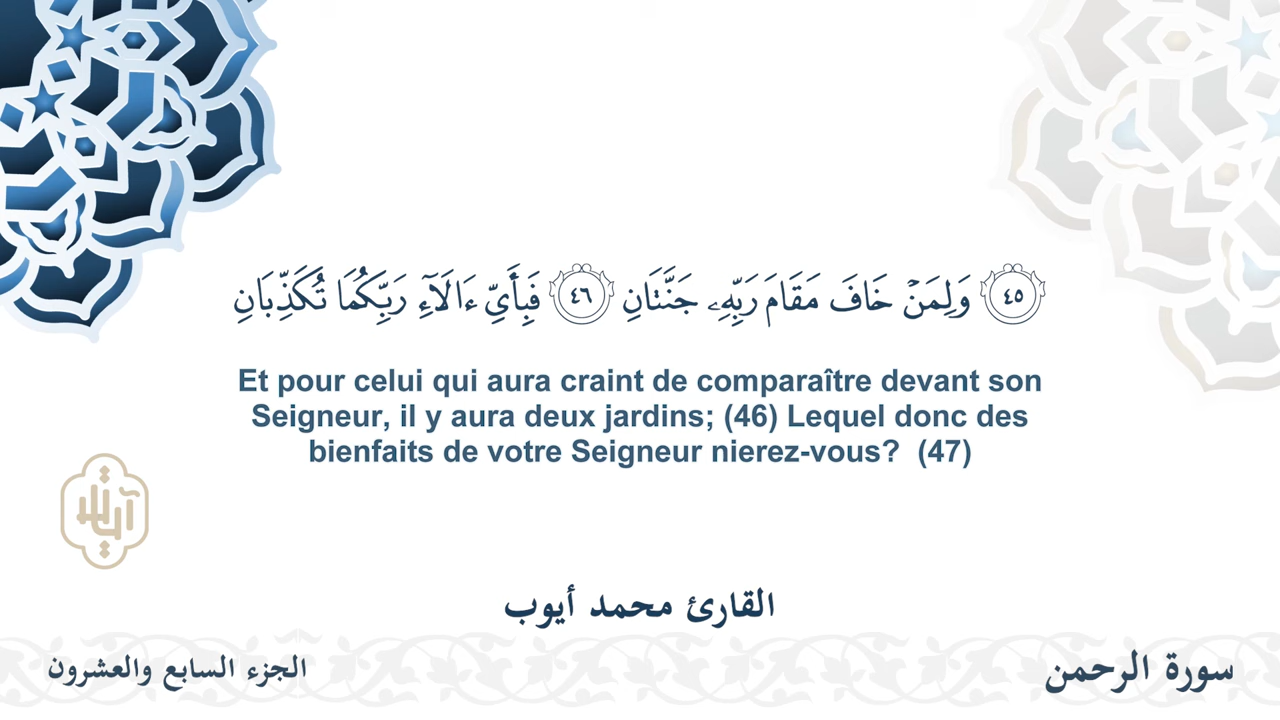 ٤٥ وَلِمَنْ خَافَ مَقَامَ رَبِّهِۦ جَنَّتَانِ ٤٦ فَبِأَيِّ ءَالَآءِ رَبِّكُمَا تُكَذِّبَانِ
Et pour celui qui aura craint de comparaître devant son
Seigneur, il y aura deux jardins; (46) Lequel donc des
bienfaits de votre Seigneur nierez-vous?  (47)
القارئ محمد أيوب
سورة الرحمن
الجزء السابع والعشرون